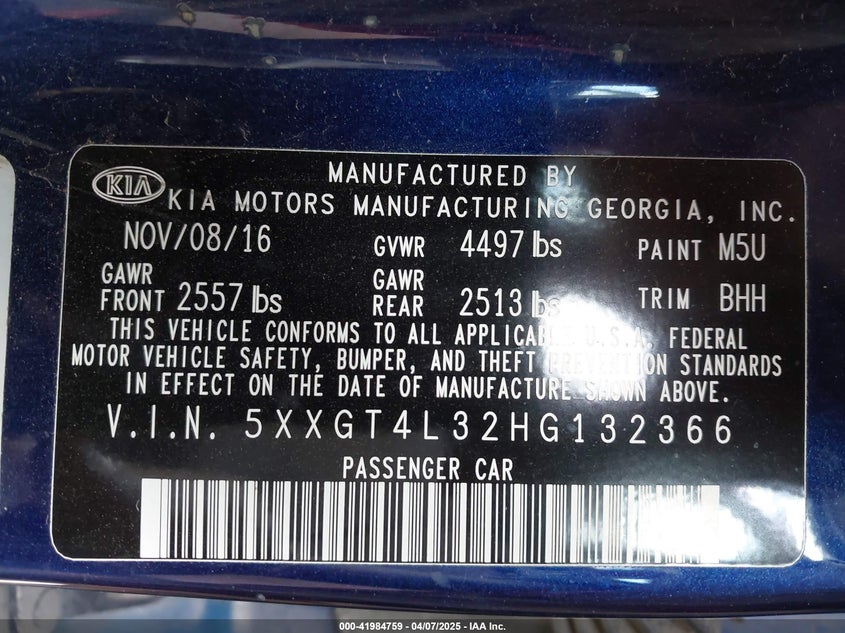 MANUFACTURED BY
KIA KIA MOTORS MANUFACTURING GEORGIA, INC.
NOV/08/16 GVWR 4497 lbs PAINT M5U
GAWR FRONT 2557 lbs GAWR REAR 2513 lbs TRIM BHH
THIS VEHICLE CONFORMS TO ALL APPLICABLE U.S.A. FEDERAL
MOTOR VEHICLE SAFETY, BUMPER, AND THEFT PREVENTION STANDARDS
IN EFFECT ON THE DATE OF MANUFACTURE SHOWN ABOVE.
V.I.N. 5XXGT4L32HG132366
PASSENGER CAR
000-41984759 - 04/07/2025 - IAA Inc.